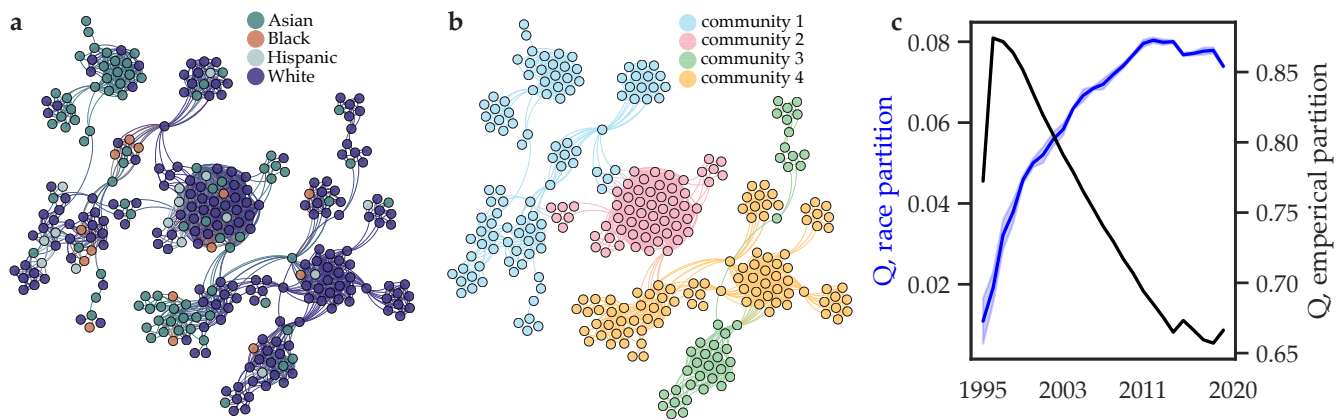 a
Asian
Black
Hispanic
White
b
community 1
community 2
community 3
community 4
c
Q, race partition
0.08
0.06
0.04
0.02
0.85
0.80
0.75
0.70
0.65
Q, emperical partition
1995
2003
2011
2020